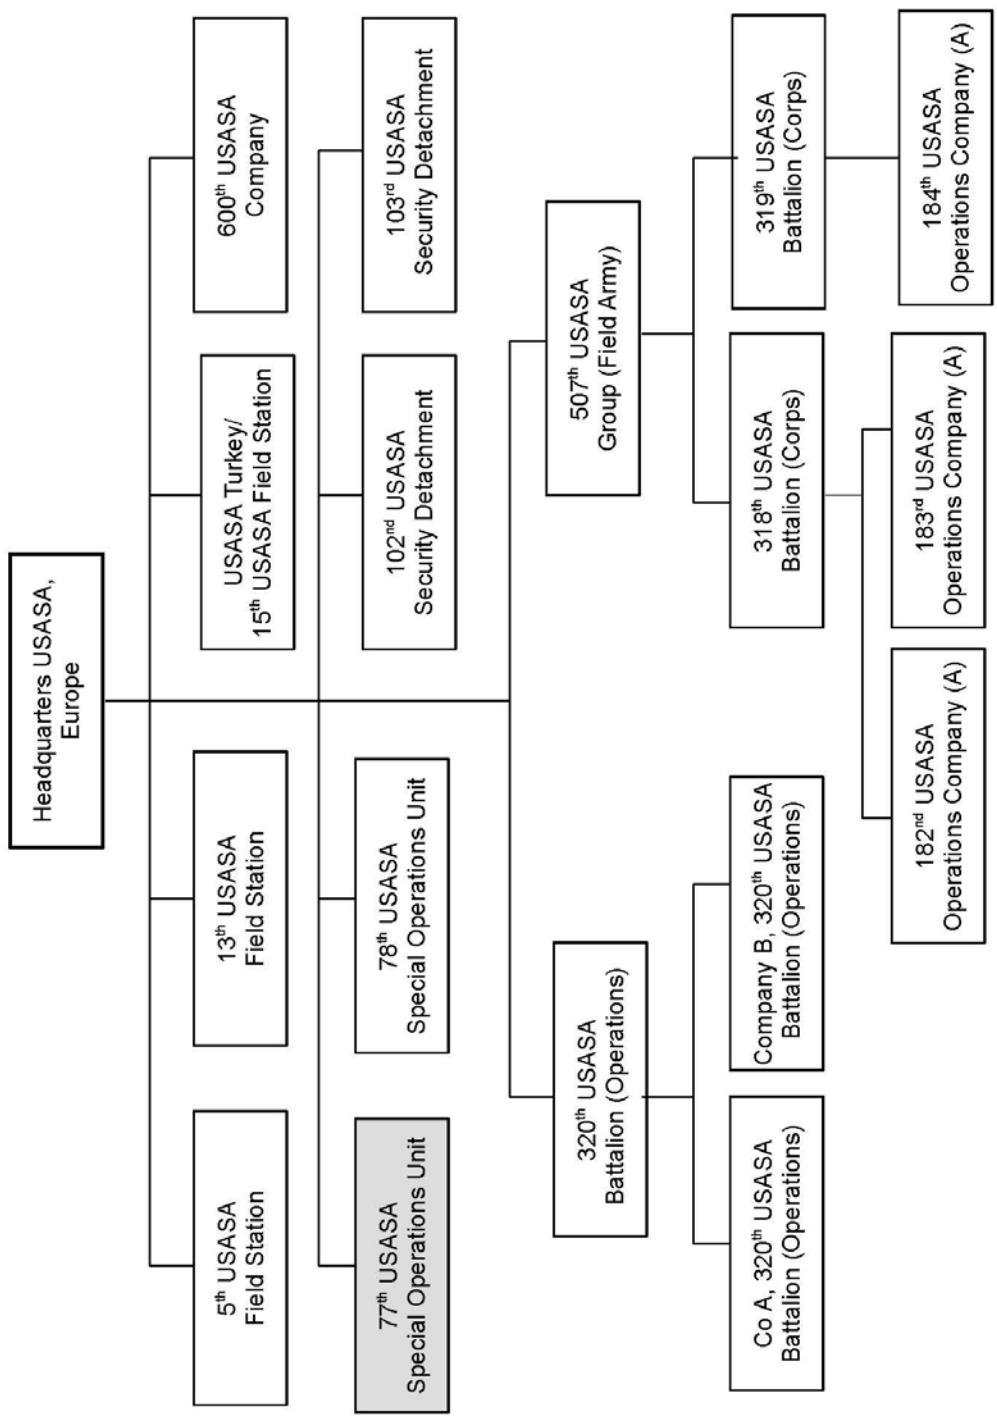 Headquarters USASA,
Europe
5th USASA
Field Station
13th USASA
Field Station
USASA Turkey/
15th USASA Field Station
600th USASA
Company
77th USASA
Special Operations Unit
78th USASA
Special Operations Unit
102nd USASA
Security Detachment
103rd USASA
Security Detachment
320th USASA
Battalion (Operations)
507th USASA
Group (Field Army)
Co A, 320th USASA
Battalion (Operations)
Company B, 320th USASA
Battalion (Operations)
318th USASA
Battalion (Corps)
319th USASA
Battalion (Corps)
182nd USASA
Operations Company (A)
183rd USASA
Operations Company (A)
184th USASA
Operations Company (A)